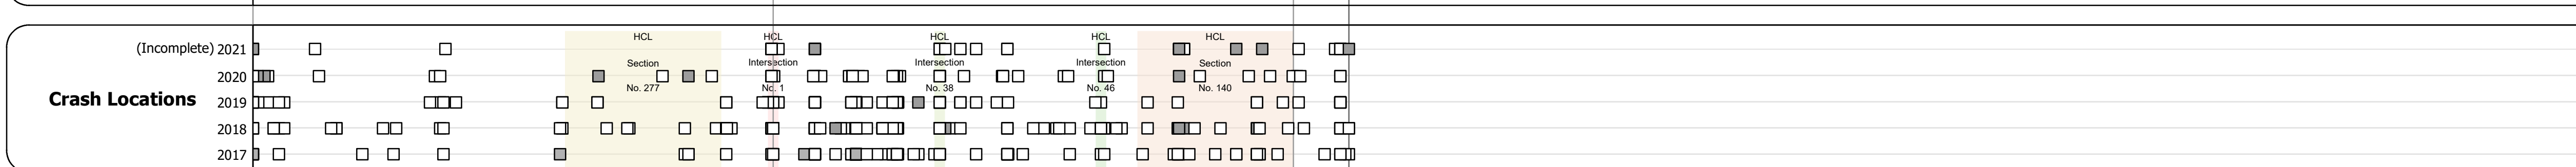 HCL HCL HCL HCL HCL
(Incomplete) 2021
Section Intersection Intersection Intersection Section
2020
No. 277 No. 1 No. 38 No. 46 No. 140
Crash Locations 2019
2018
2017